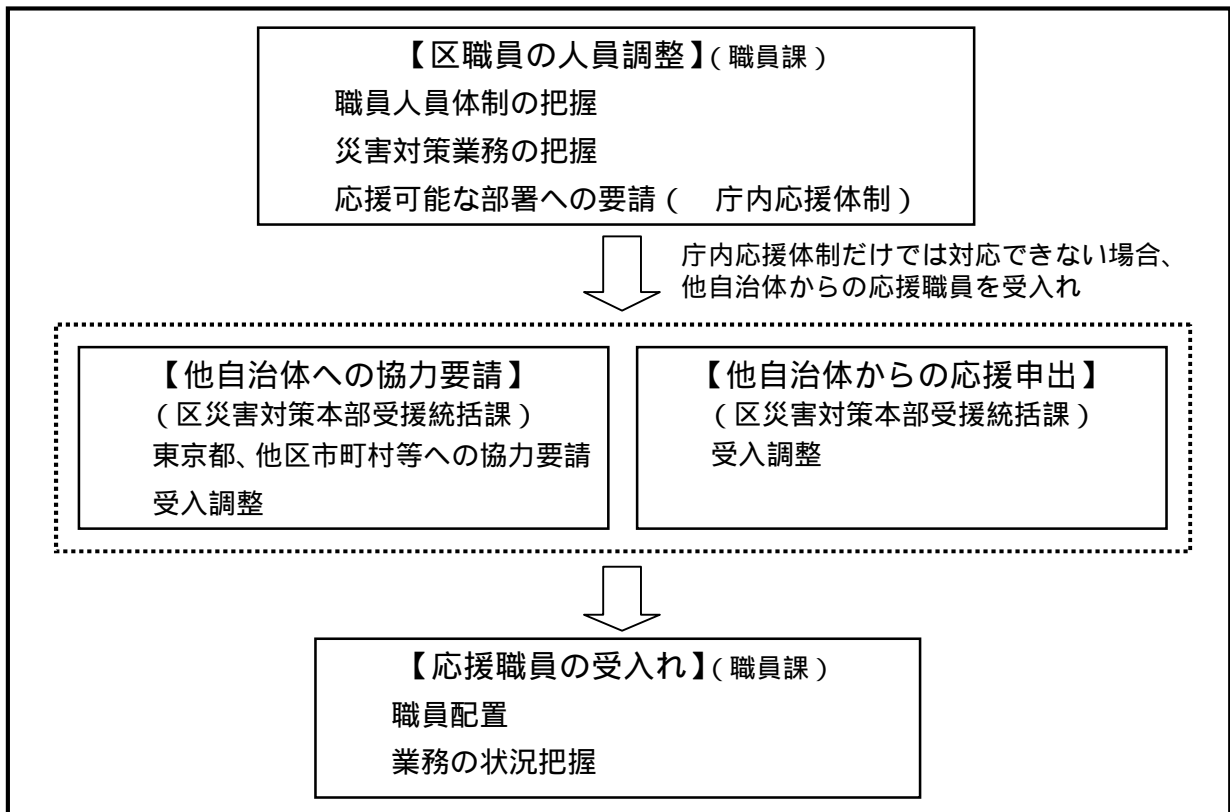 【区職員の人員調整】(職員課)
職員人員体制の把握
災害対策業務の把握
応援可能な部署への要請( 庁内応援体制)
庁内応援体制だけでは対応できない場合、
他自治体からの応援職員を受入れ
【他自治体への協力要請】
(区災害対策本部受援統括課)
東京都、他区市町村等への協力要請
受入調整
【他自治体からの応援申出】
(区災害対策本部受援統括課)
受入調整
【応援職員の受入れ】(職員課)
職員配置
業務の状況把握